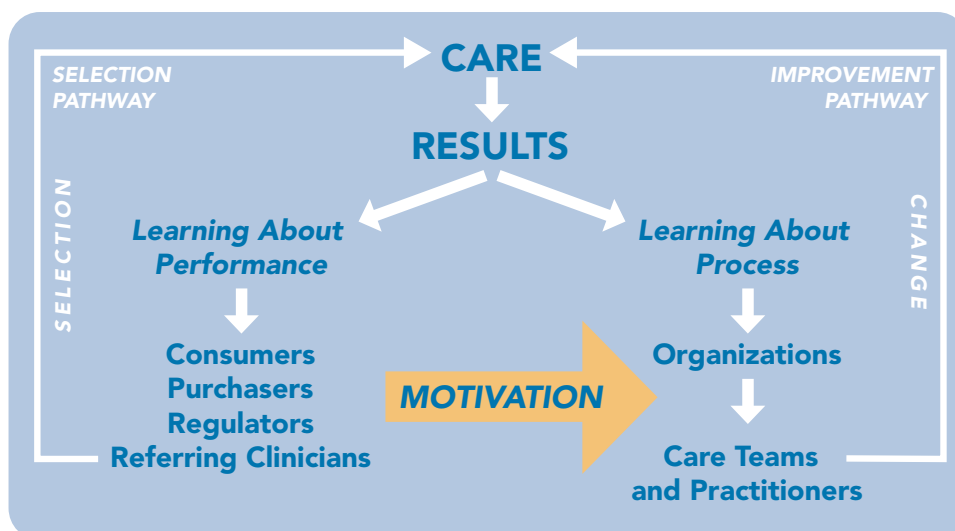 CARE
SELECTION
PATHWAY
IMPROVEMENT
PATHWAY
RESULTS
SELECTION
CHANGE
Learning About
Performance
Learning About
Process
Consumers
Purchasers
Regulators
Referring Clinicians
MOTIVATION
Organizations
Care Teams
and Practitioners